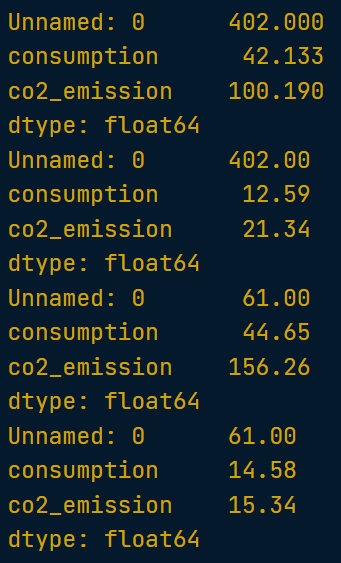 Unnamed: 0      402.000
consumption      42.133
co2_emission    100.190
dtype: float64
Unnamed: 0      402.00
consumption      12.59
co2_emission     21.34
dtype: float64
Unnamed: 0       61.00
consumption      44.65
co2_emission    156.26
dtype: float64
Unnamed: 0      61.00
consumption     14.58
co2_emission    15.34
dtype: float64